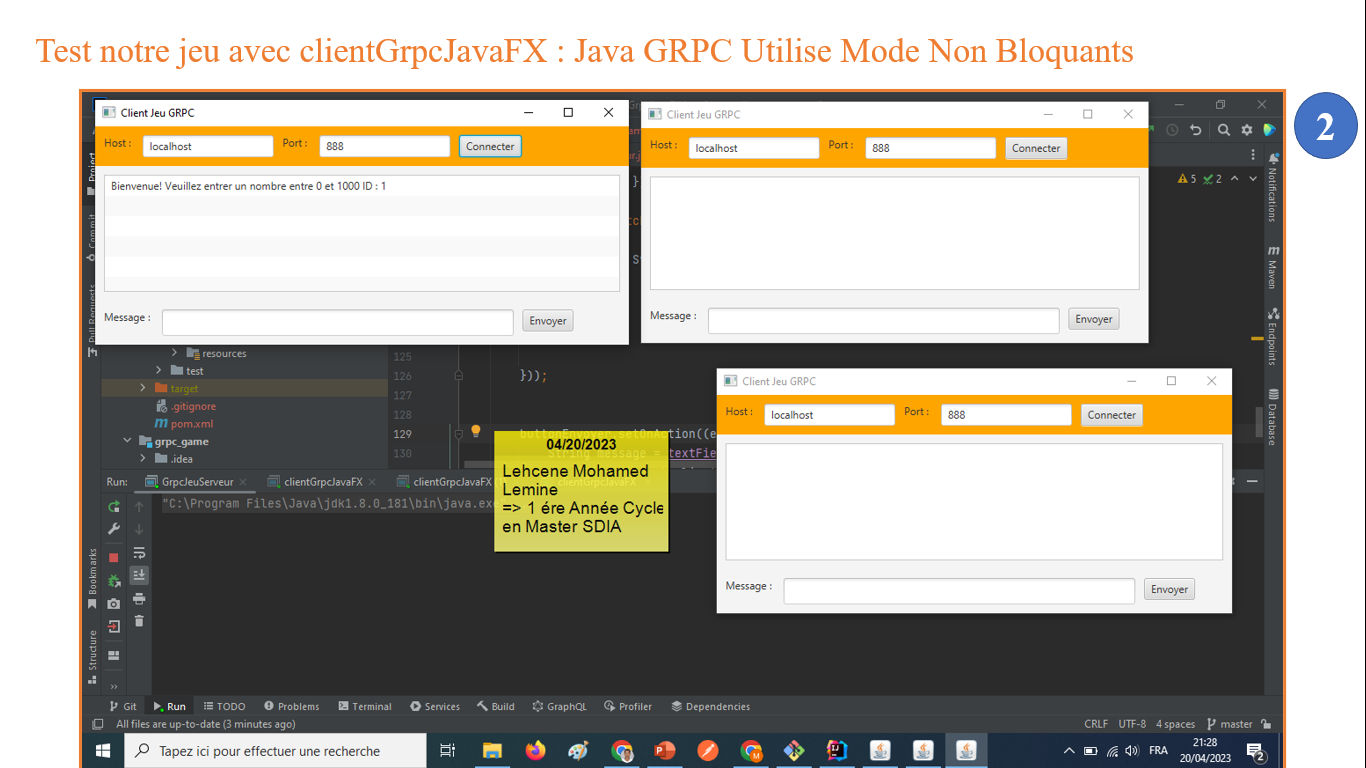 Test notre jeu avec clientGrpcJavaFX : Java GRPC Utilise Mode Non Bloquants
2
Client Jeu GRPC
Host :
localhost
Port :
888
Connecter
Bienvenue! Veuillez entrer un nombre entre 0 et 1000 ID : 1
Message :
Envoyer
Client Jeu GRPC
Host :
localhost
Port :
888
Connecter
Message :
Envoyer
Client Jeu GRPC
Host :
localhost
Port :
888
Connecter
Message :
Envoyer
Project
Commit
Pull Requests
5
2
Notifications
Maven
Endpoints
Database
resources
test
target
.gitignore
pom.xml
grpc_game
.idea
125
126
}));
127
128
129
buttonEnvoyer.setOnAction((e
130
String message = textFie
04/20/2023
Lehcene Mohamed
Lemine
=> 1 ére Année Cycle
en Master SDIA
Run:
GrpcJeuServeur
clientGrpcJavaFX
clientGrpcJavaFX
clientGrpcJavaFX
"C:\Program Files\Java\jdk1.8.0_181\bin\java.exe
Bookmarks
Structure
Git
Run
TODO
Problems
Terminal
Services
Build
GraphQL
Profiler
Dependencies
All files are up-to-date (3 minutes ago)
CRLF
UTF-8
4 spaces
master
Tapez ici pour effectuer une recherche
FRA
21:28
20/04/2023
2